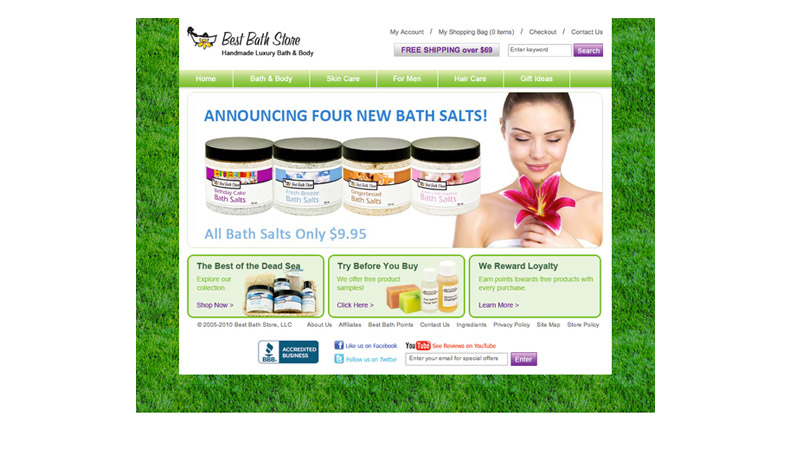 Best Bath Store
Handmade Luxury Bath & Body
My Account / My Shopping Bag (0 items) / Checkout / Contact Us
FREE SHIPPING over $69
Enter keyword
Search
Home
Bath & Body
Skin Care
For Men
Hair Care
Gift Ideas
ANNOUNCING FOUR NEW BATH SALTS!
Best Bath Store
Birthday Cake
Bath Salts
Best Bath Store
Fresh Breeze
Bath Salts
Best Bath Store
Gingerbread
Bath Salts
Best Bath Store
Bath Salts
All Bath Salts Only $9.95
The Best of the Dead Sea
Explore our
collection.
Shop Now >
Try Before You Buy
We offer free product
samples!
Click Here >
We Reward Loyalty
Earn points towards free products with
every purchase.
Learn More >
© 2005-2010 Best Bath Store, LLC
About Us Affiliates Best Bath Points Contact Us Ingredients Privacy Policy Site Map Store Policy
BBB
ACCREDITED
BUSINESS
Like us on Facebook
Follow us on Twitter
YouTube See Reviews on YouTube
Enter your email for special offers
Enter